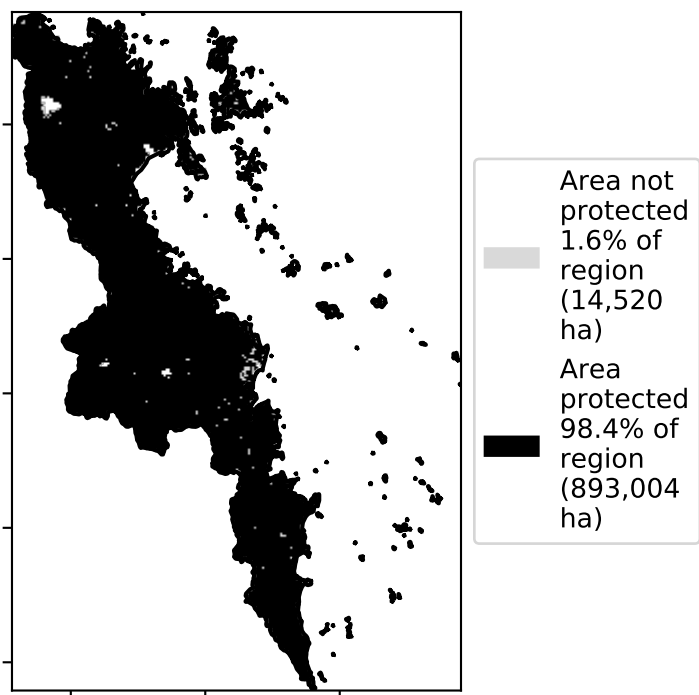 Area not
protected
1.6% of
region
(14,520
ha)
Area
protected
98.4% of
region
(893,004
ha)